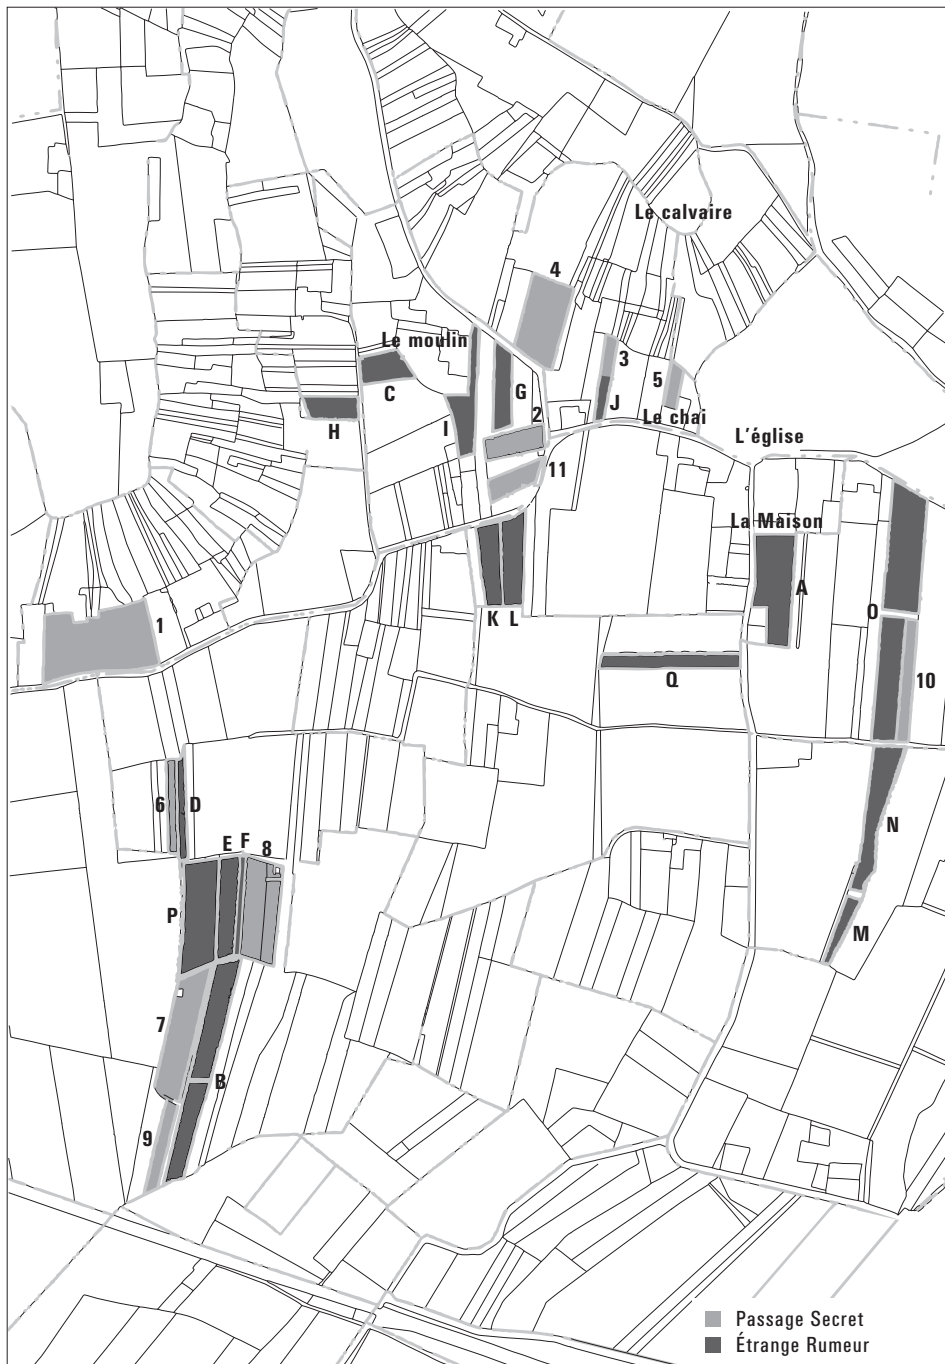 Le calvaire
4
Le moulin
3
5
C
G
J
Le chai
2
H
I
L'église
11
La Maison
A
K L
O
1
Q
10
6 D
N
E F 8
P
M
7
B
9
Passage Secret
Étrange Rumeur